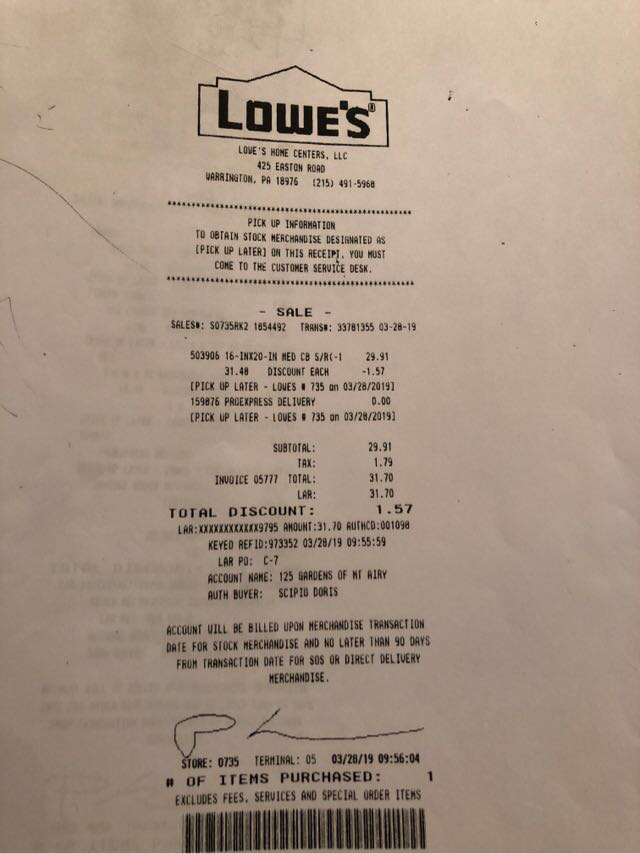 LOWE'S®
LOWE'S HOME CENTERS, LLC
425 EASTON ROAD
WARRINGTON, PA 18976 (215) 491-5968
****************************************************
PICK UP INFORMATION
TO OBTAIN STOCK MERCHANDISE DESIGNATED AS
[PICK UP LATER] ON THIS RECEIPT, YOU MUST
COME TO THE CUSTOMER SERVICE DESK.
****************************************************
- SALE -
SALES#: S0735RK2 1854492 TRANS#: 33781355 03-28-19
503906 16-INX20-IN MED CB S/R(-1 29.91
31.48 DISCOUNT EACH -1.57
[PICK UP LATER - LOWES # 735 on 03/28/2019]
159876 PROEXPRESS DELIVERY 0.00
[PICK UP LATER - LOWES # 735 on 03/28/2019]
SUBTOTAL: 29.91
TAX: 1.79
INVOICE 05777 TOTAL: 31.70
LAR: 31.70
TOTAL DISCOUNT: 1.57
LAR:XXXXXXXXXXXX9795 AMOUNT:31.70 AUTHCD:001098
KEYED REFID:973352 03/28/19 09:55:59
LAR PO: C-7
ACCOUNT NAME: 125 GARDENS OF MT AIRY
AUTH BUYER: SCIPIO DORIS
ACCOUNT WILL BE BILLED UPON MERCHANDISE TRANSACTION
DATE FOR STOCK MERCHANDISE AND NO LATER THAN 90 DAYS
FROM TRANSACTION DATE FOR SOS OR DIRECT DELIVERY
MERCHANDISE.
STORE: 0735 TERMINAL: 05 03/28/19 09:56:04
# OF ITEMS PURCHASED: 1
EXCLUDES FEES, SERVICES AND SPECIAL ORDER ITEMS